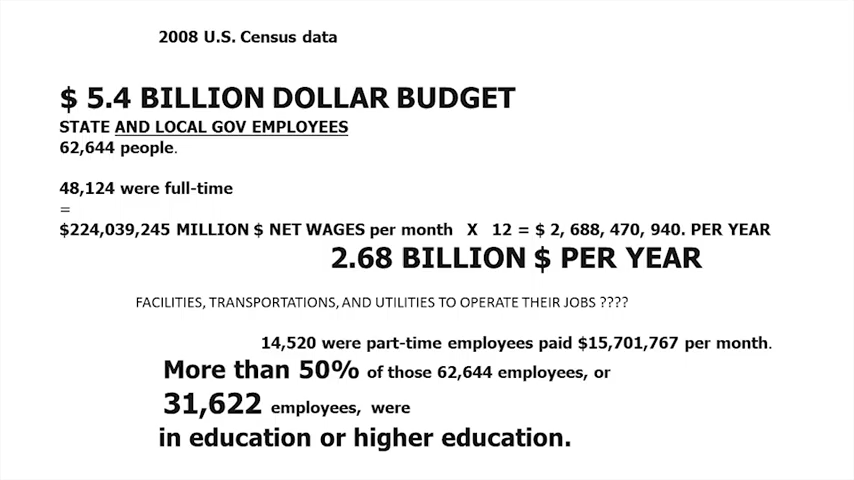 2008 U.S. Census data
$ 5.4 BILLION DOLLAR BUDGET
STATE AND LOCAL GOV EMPLOYEES
62,644 people.
48,124 were full-time
=
$224,039,245 MILLION $ NET WAGES per month X 12 = $ 2, 688, 470, 940. PER YEAR
2.68 BILLION $ PER YEAR
FACILITIES, TRANSPORTATIONS, AND UTILITIES TO OPERATE THEIR JOBS ????
14,520 were part-time employees paid $15,701,767 per month.
More than 50% of those 62,644 employees, or
31,622 employees, were
in education or higher education.